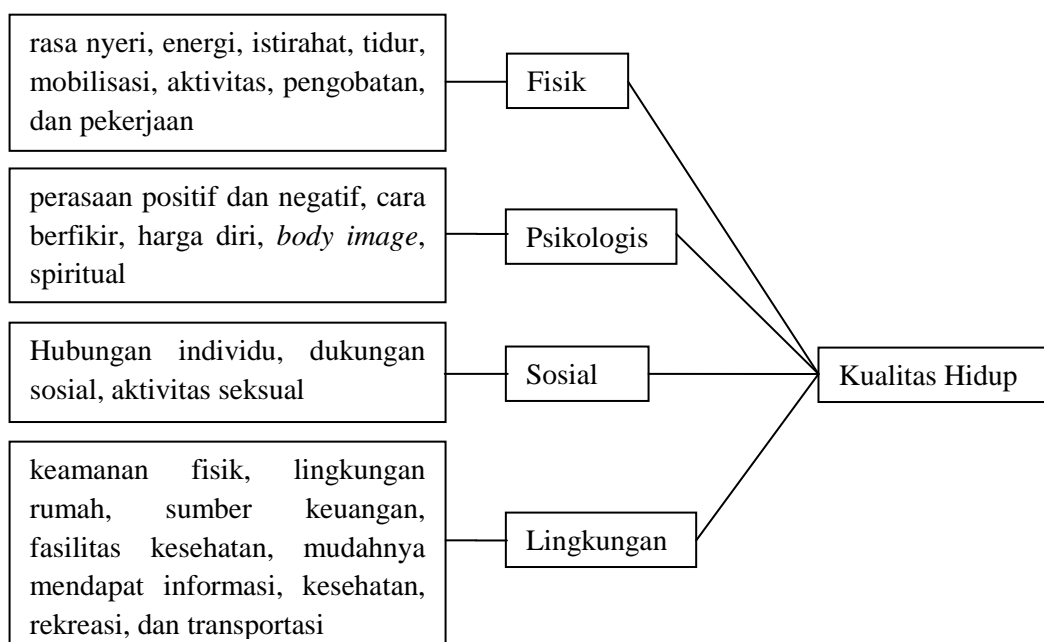 rasa nyeri, energi, istirahat, tidur,
mobilisasi, aktivitas, pengobatan,
dan pekerjaan
Fisik
perasaan positif dan negatif, cara
berfikir, harga diri, body image,
spiritual
Psikologis
Hubungan individu, dukungan
sosial, aktivitas seksual
Sosial
Kualitas Hidup
keamanan fisik, lingkungan
rumah, sumber keuangan,
fasilitas kesehatan, mudahnya
mendapat informasi, kesehatan,
rekreasi, dan transportasi
Lingkungan